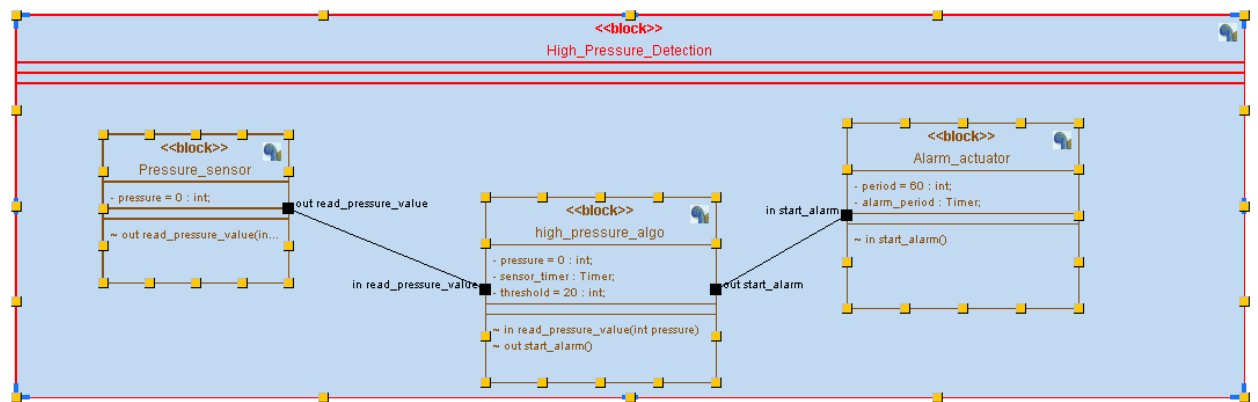 <<block>>
High_Pressure_Detection
<<block>>
Pressure_sensor
- pressure = 0 : int;
~ out read_pressure_value(in...
out read_pressure_value
in read_pressure_value
<<block>>
high_pressure_algo
- pressure = 0 : int;
- sensor_timer : Timer;
- threshold = 20 : int;
~ in read_pressure_value(int pressure)
~ out start_alarm()
out start_alarm
in start_alarm
<<block>>
Alarm_actuator
- period = 60 : int;
- alarm_period : Timer;
~ in start_alarm()